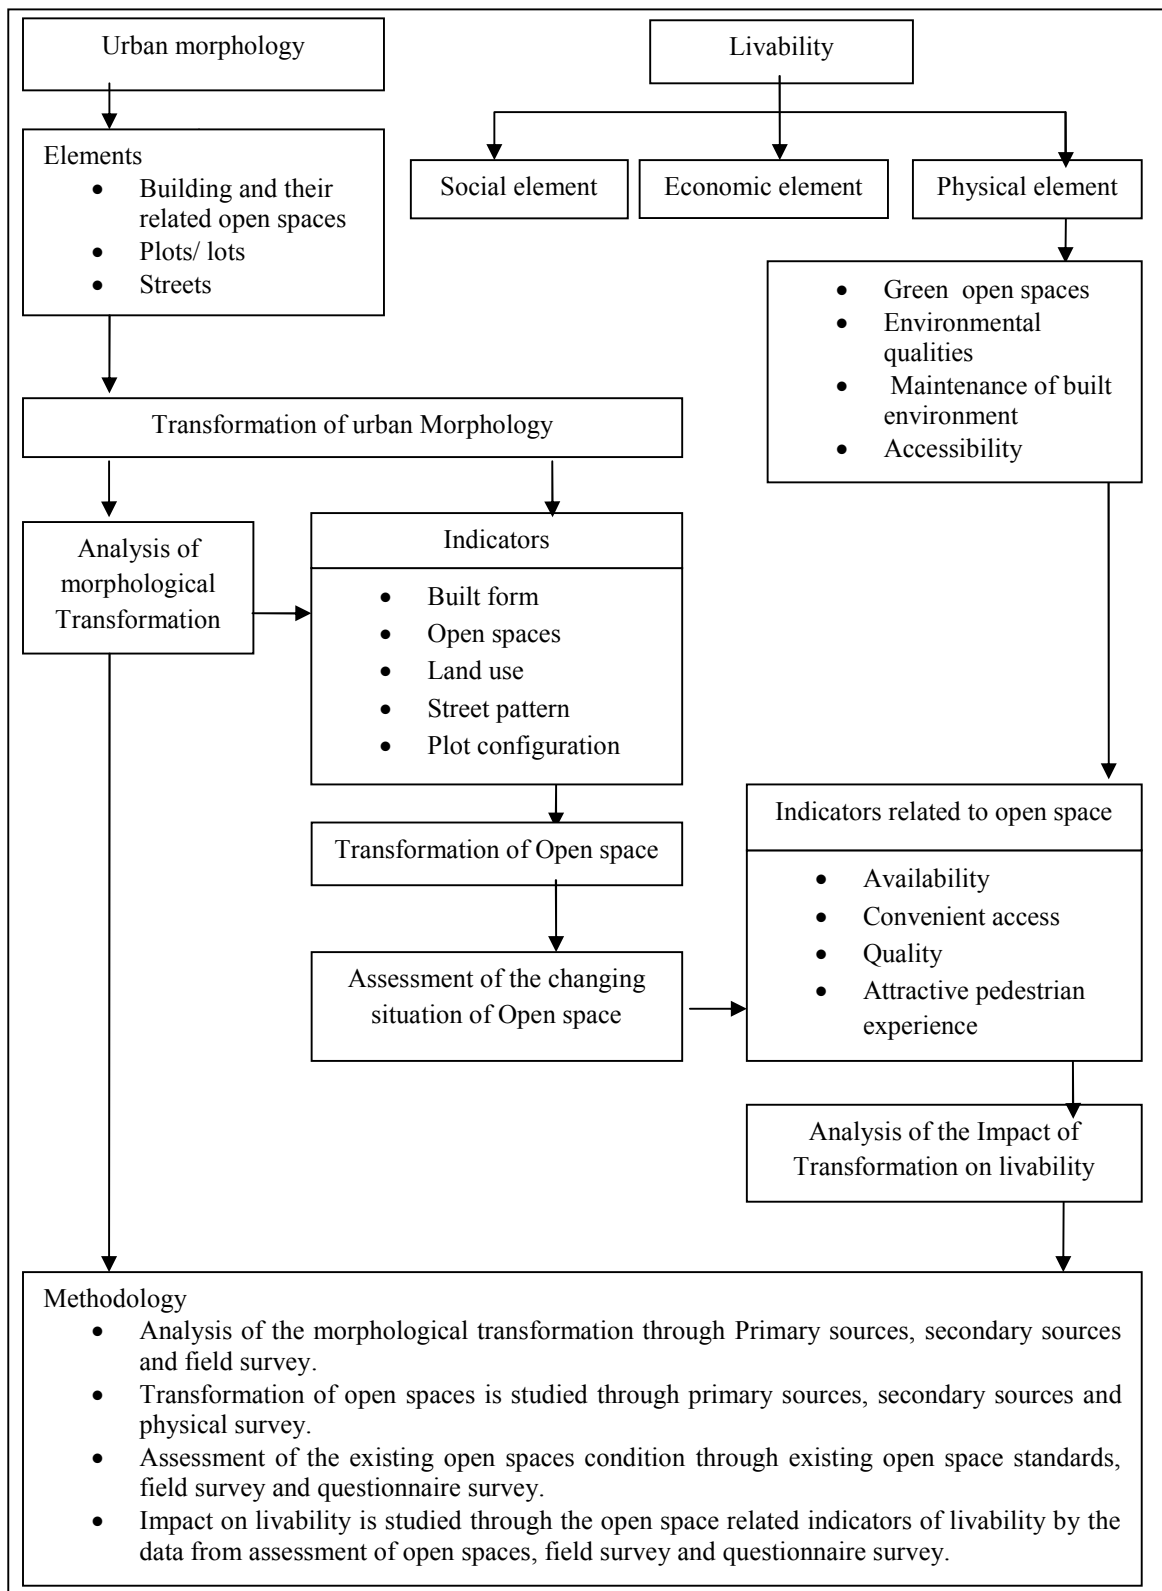 Urban morphology
Livability
Elements
• Building and their
related open spaces
• Plots/ lots
• Streets
Social element
Economic element
Physical element
• Green open spaces
• Environmental
qualities
• Maintenance of built
environment
• Accessibility
Transformation of urban Morphology
Analysis of
morphological
Transformation
Indicators
• Built form
• Open spaces
• Land use
• Street pattern
• Plot configuration
Transformation of Open space
Assessment of the changing
situation of Open space
Indicators related to open space
• Availability
• Convenient access
• Quality
• Attractive pedestrian
experience
Analysis of the Impact of
Transformation on livability
Methodology
• Analysis of the morphological transformation through Primary sources, secondary sources
and field survey.
• Transformation of open spaces is studied through primary sources, secondary sources and
physical survey.
• Assessment of the existing open spaces condition through existing open space standards,
field survey and questionnaire survey.
• Impact on livability is studied through the open space related indicators of livability by the
data from assessment of open spaces, field survey and questionnaire survey.